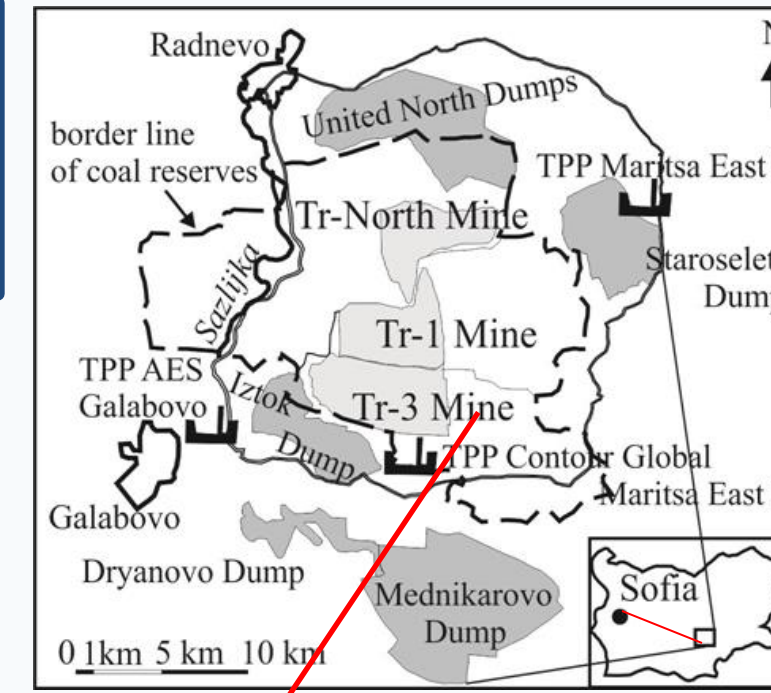 Radnevo
N
United North Dumps
border line
of coal reserves
TPP Maritsa East
Tr-North Mine
Sazlijka
Staroselet
Dump
Tr-1 Mine
TPP AES
Galabovo
Iztok
Dump
Tr-3 Mine
TPP Contour Global
Maritsa East
Galabovo
Dryanovo Dump
Mednikarovo
Dump
Sofia
0 1km 5 km 10 km